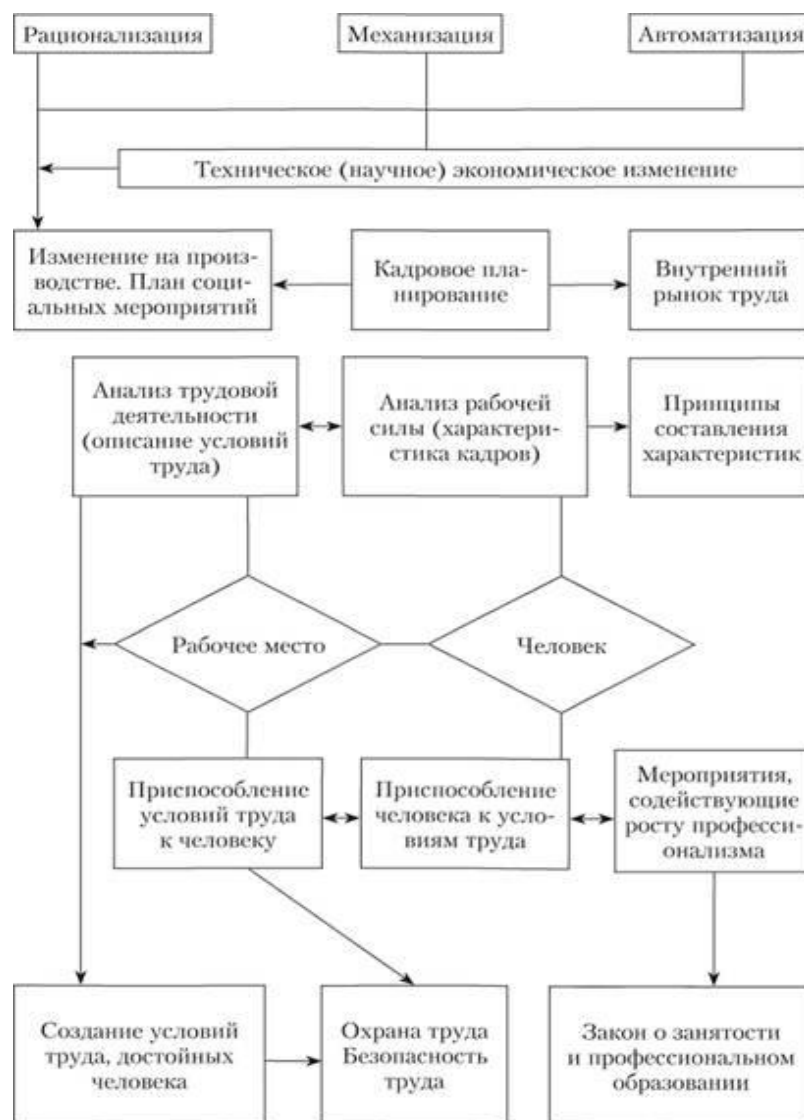 Рационализация
Механизация
Автоматизация
Техническое (научное) экономическое изменение
Изменение на произ-
водстве. План соци-
альных мероприятий
Кадровое пла-
нирование
Внутренний
рынок труда
Анализ трудовой
деятельности
(описание условий
труда)
Анализ рабочей
силы (характери-
стика кадров)
Принципы
составления
характеристик
Рабочее место
Человек
Приспособление
условий труда
к человеку
Приспособление
человека к усло-
виям труда
Мероприятия,
содействующие
росту професси-
онализма
Создание условий
труда, достойных
человека
Охрана труда
Безопасность
труда
Закон о занятости
и профессиональном
образовании